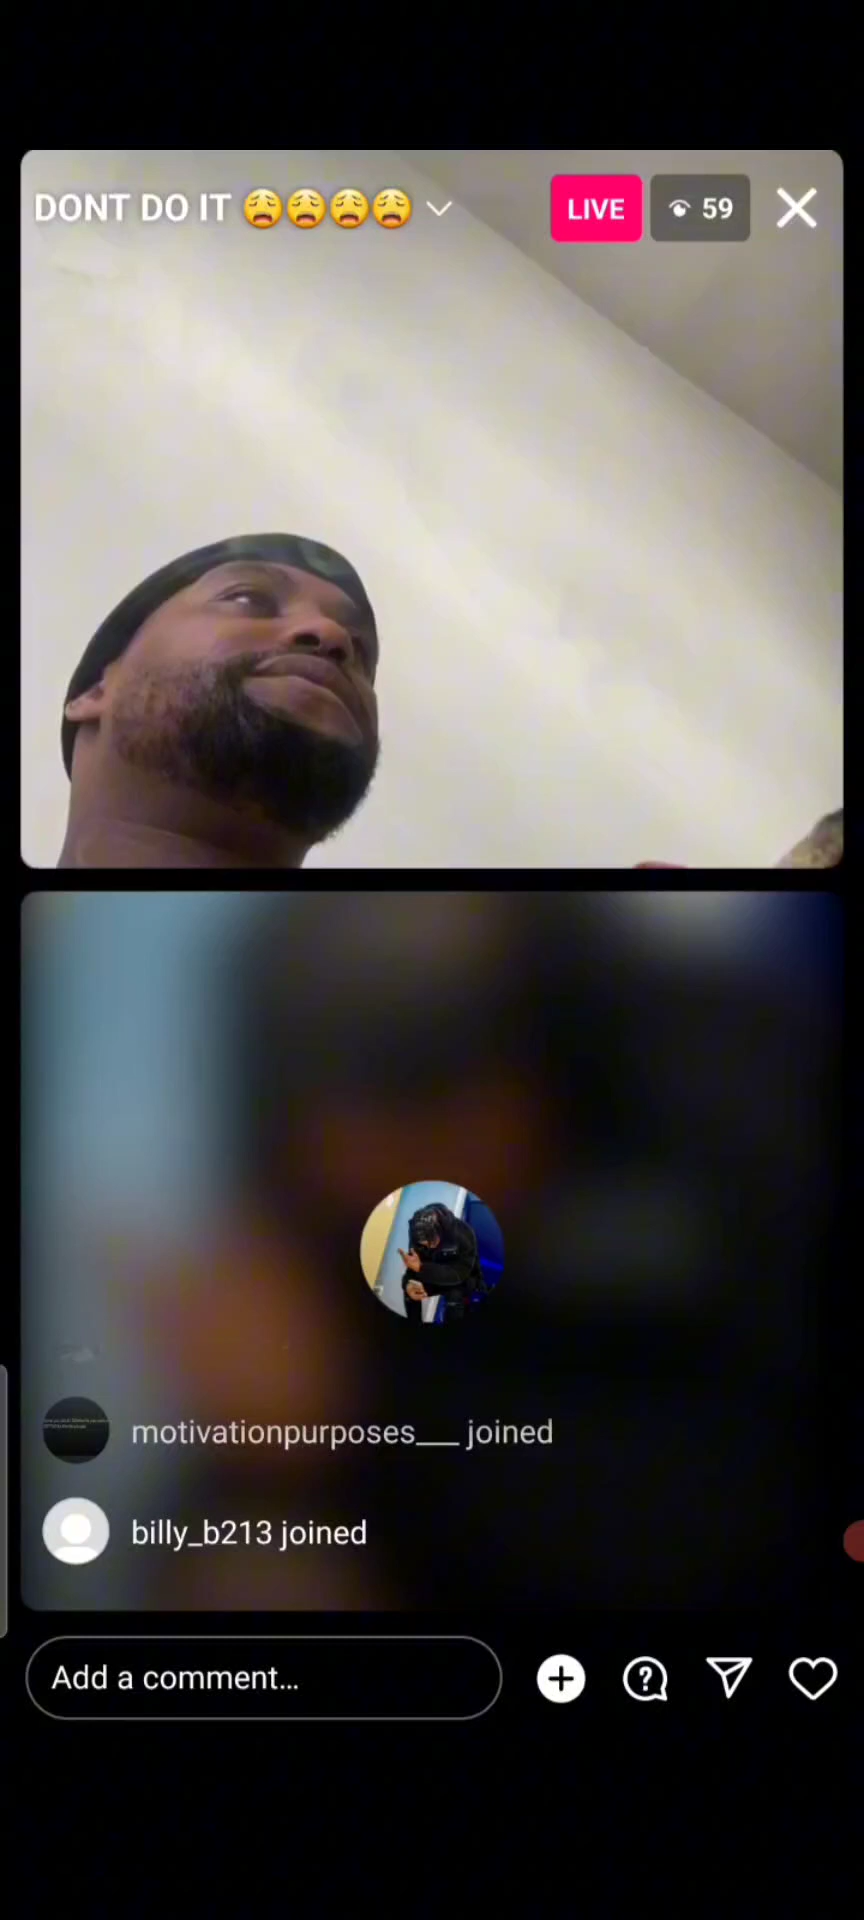 DONT DO IT 😩😩😩😩
LIVE
59
motivationpurposes___ joined
billy_b213 joined
Add a comment...